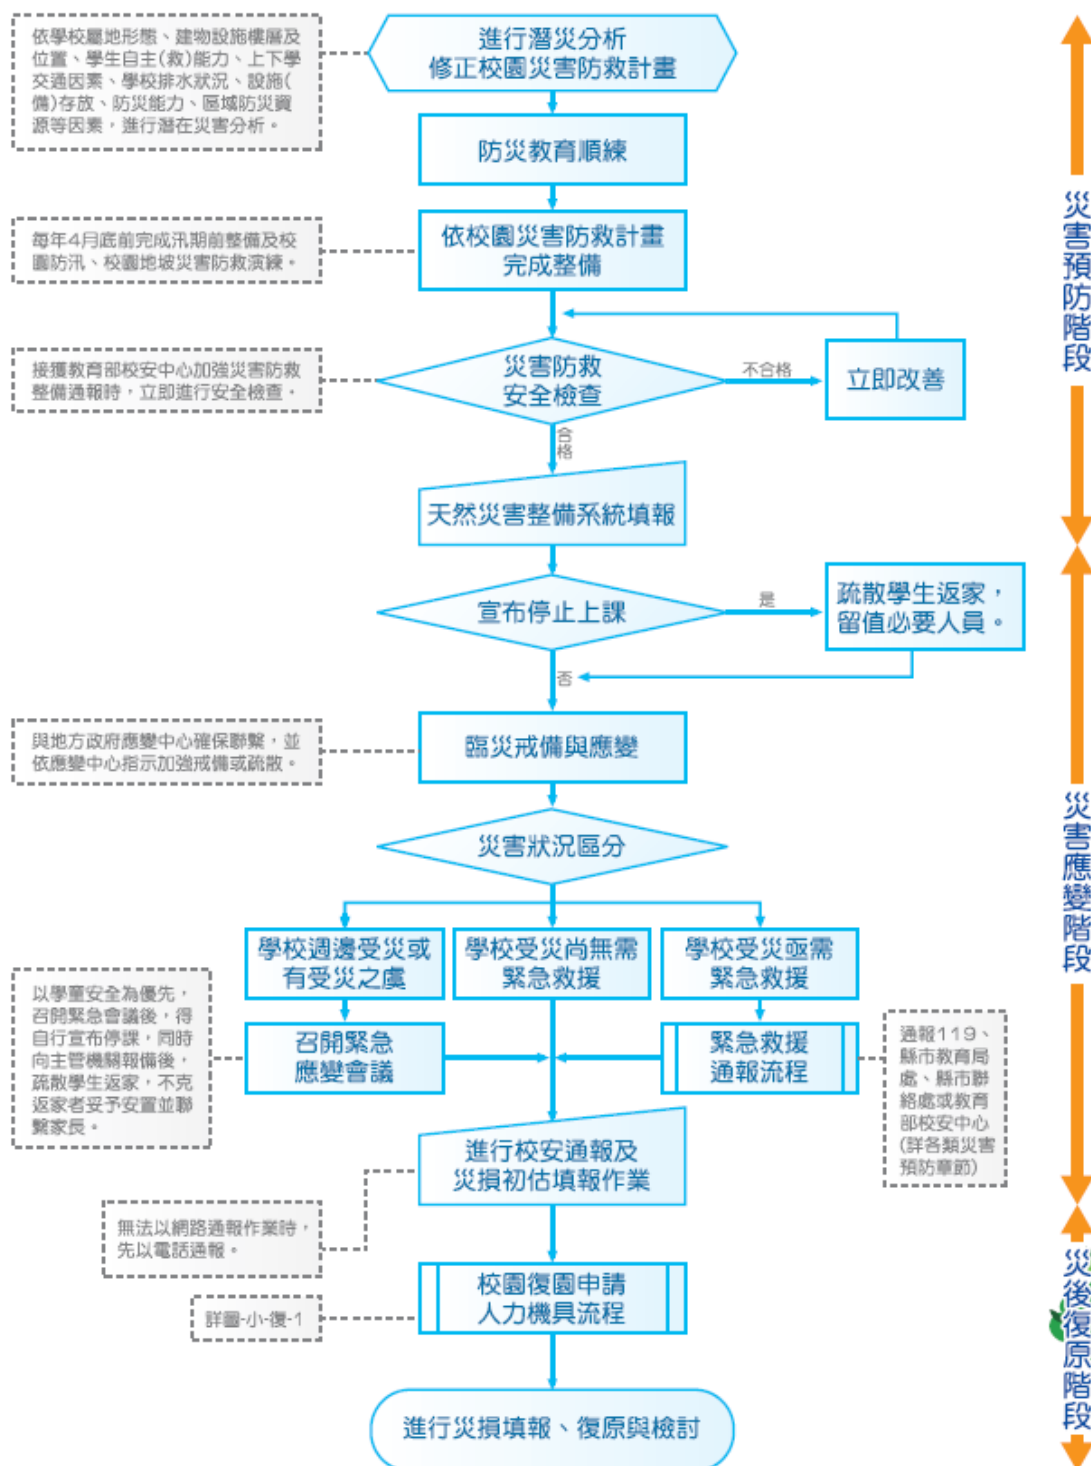 依學校屬地形態、建物設施樓層及
位置、學生自主(救)能力、上下學
交通因素、學校排水狀況、設施(
備)存放、防災能力、區域防災資
源等因素，進行潛在災害分析。
進行潛災分析
修正校園災害防救計畫
防災教育順練
每年4月底前完成汛期前整備及校
園防汛、校園地坡災害防救演練。
依校園災害防救計畫
完成整備
接獲教育部校安中心加強災害防救
整備通報時，立即進行安全檢查。
災害防救
安全檢查
不合格
立即改善
合格
天然災害整備系統填報
災害預防階段
宣布停止上課
是
疏散學生返家，
留值必要人員。
否
與地方政府應變中心確保聯繫，並
依應變中心指示加強戒備或疏散。
臨災戒備與應變
災害狀況區分
學校週邊受災或
有受災之虞
學校受災尚無需
緊急救援
學校受災亟需
緊急救援
以學童安全為優先，
召開緊急會議後，得
自行宣布停課，同時
向主管機關報備後，
疏散學生返家，不克
返家者妥予安置並聯
繫家長。
召開緊急
應變會議
緊急救援
通報流程
通報119、
縣市教育局
處、縣市聯
絡處或教育
部校安中心
(詳各類災害
預防章節)
災害應變階段
進行校安通報及
災損初估填報作業
無法以網路通報作業時，
先以電話通報。
校園復園申請
人力機具流程
詳圖-小-復-1
進行災損填報、復原與檢討
災後復原階段